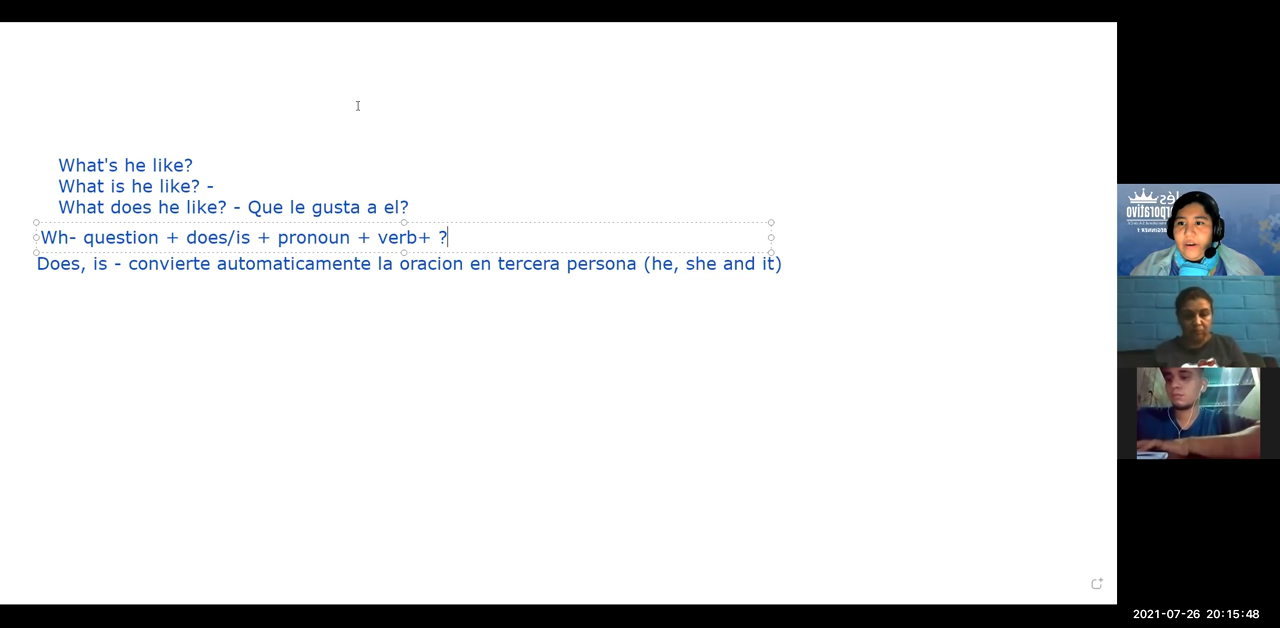 What's he like?
What is he like? -
What does he like? - Que le gusta a el?
Wh- question + does/is + pronoun + verb+ ?
Does, is - convierte automaticamente la oracion en tercera persona (he, she and it)
2021-07-26 20:15:48